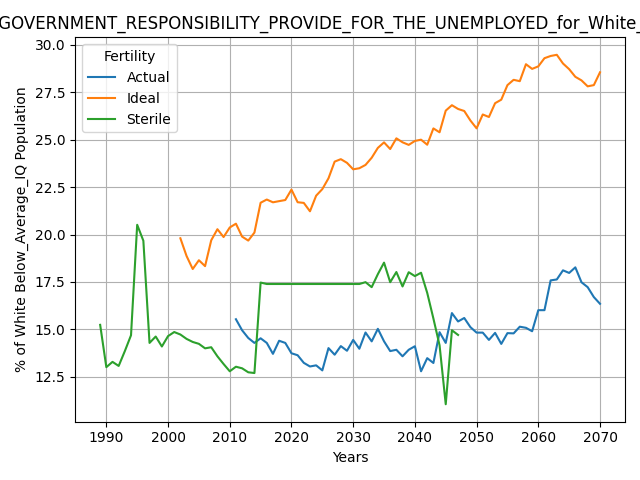 GOVERNMENT_RESPONSIBILITY_PROVIDE_FOR_THE_UNEMPLOYED_for_White_
Fertility
Actual
Ideal
Sterile
% of White Below_Average_IQ Population
30.0
27.5
25.0
22.5
20.0
17.5
15.0
12.5
1990 2000 2010 2020 2030 2040 2050 2060 2070
Years